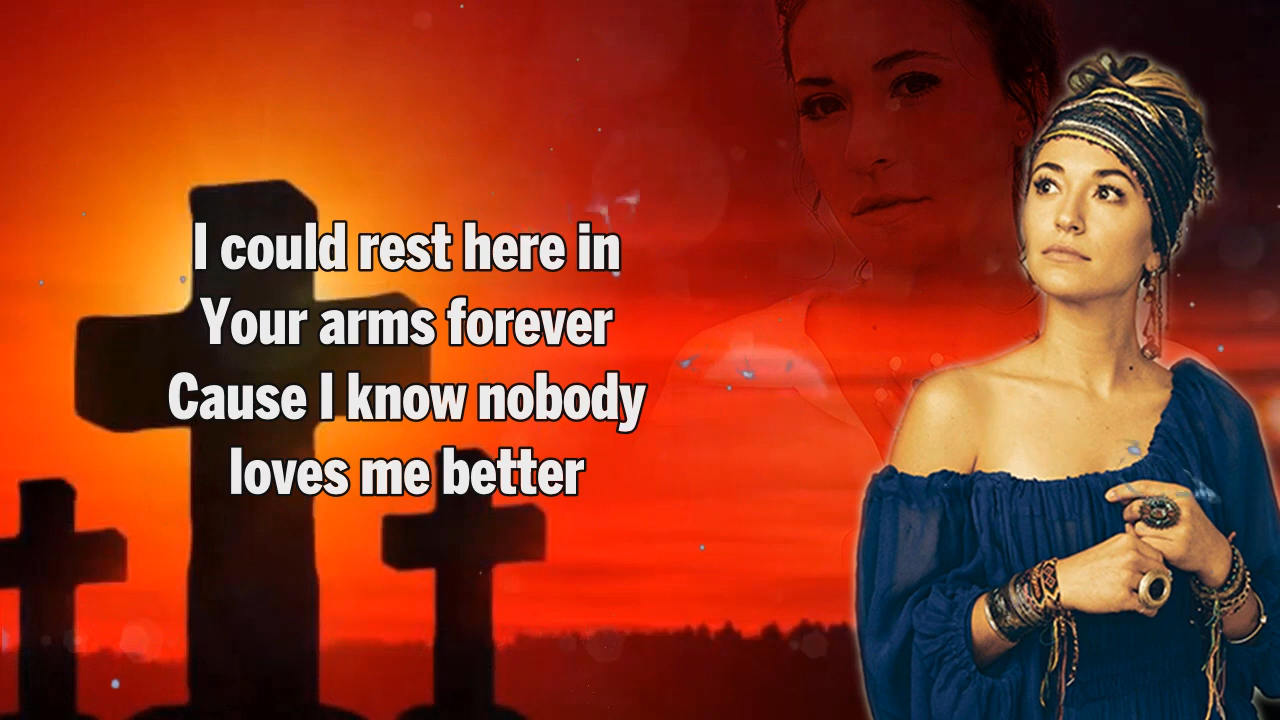 I could rest here in
Your arms forever
Cause I know nobody
loves me better